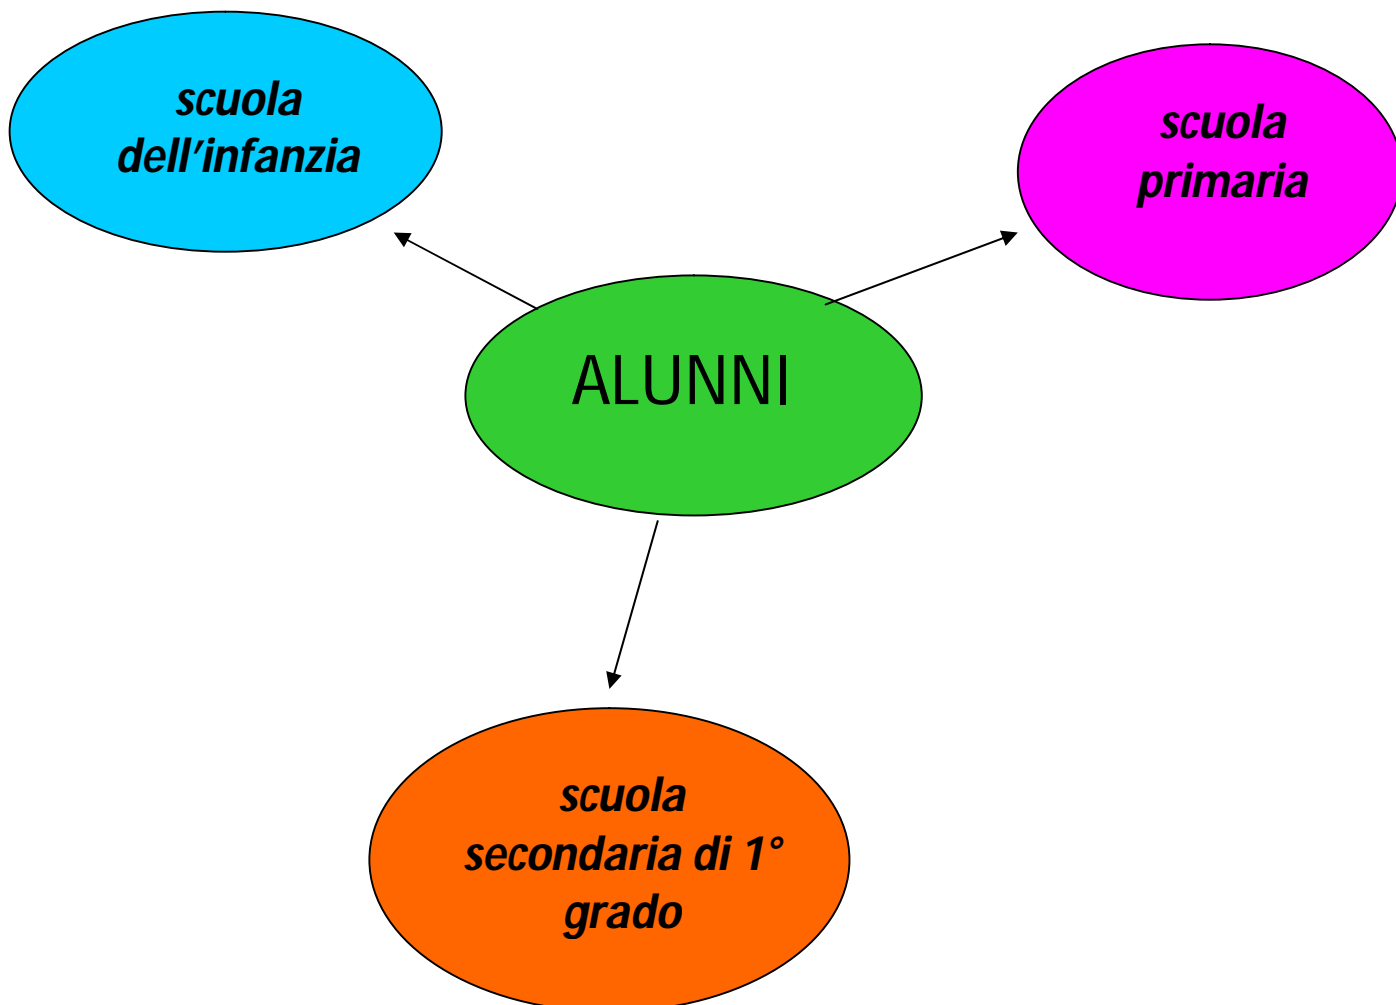 scuola
dell'infanzia
scuola
primaria
ALUNNI
scuola
secondaria di 1°
grado